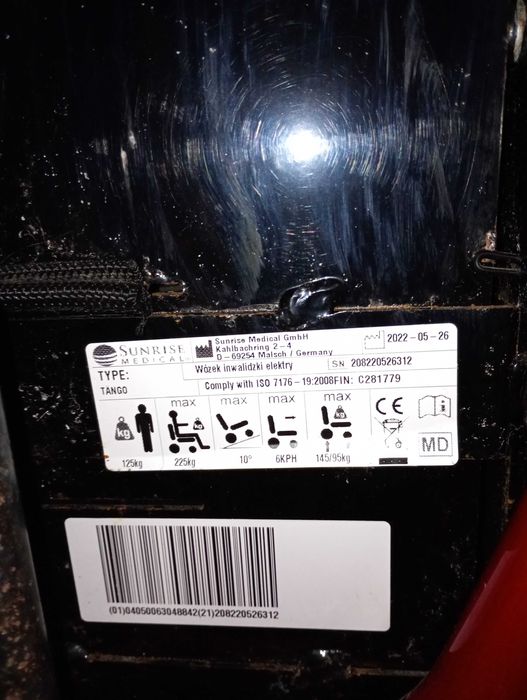 SUNRISE
MEDICAL
Sunrise Medical GmbH
Kahlbachring 2-4
D-69254 Malsch / Germany
2022-05-26
TYPE:
TANGO
Wózek inwalidzki elektry
SN 208220526312
Comply with ISO 7176-19:2008FIN: C281779
kg
125kg
max
kg
225kg
max
10°
max
6KPH
max
kg
145/95kg
CE
i
MD
(01)04050063048842(21)208220526312